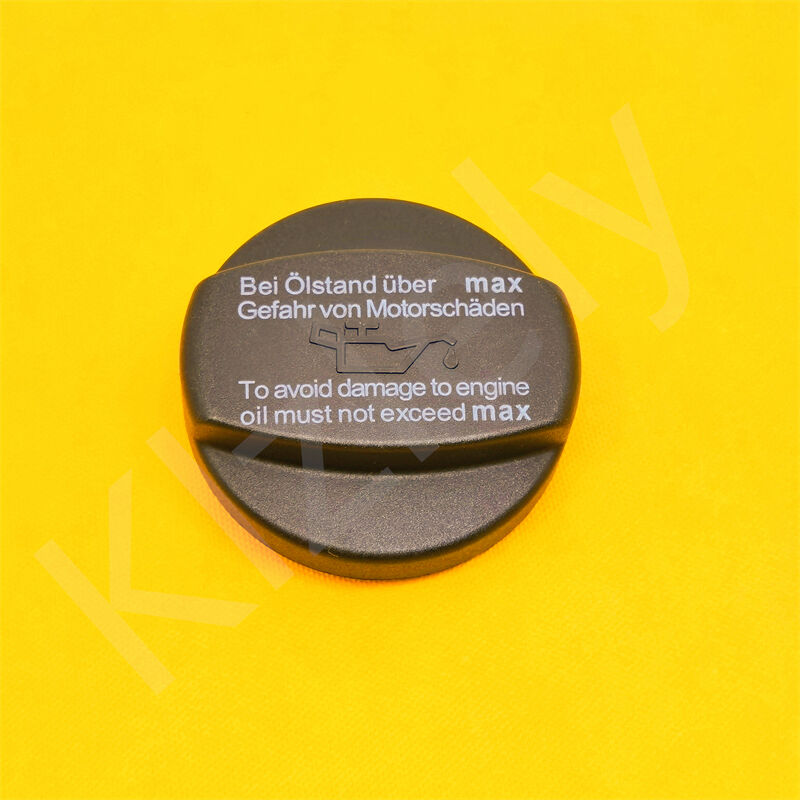 Bei Ölstand über max
Gefahr von Motorschäden
To avoid damage to engine
oil must not exceed max